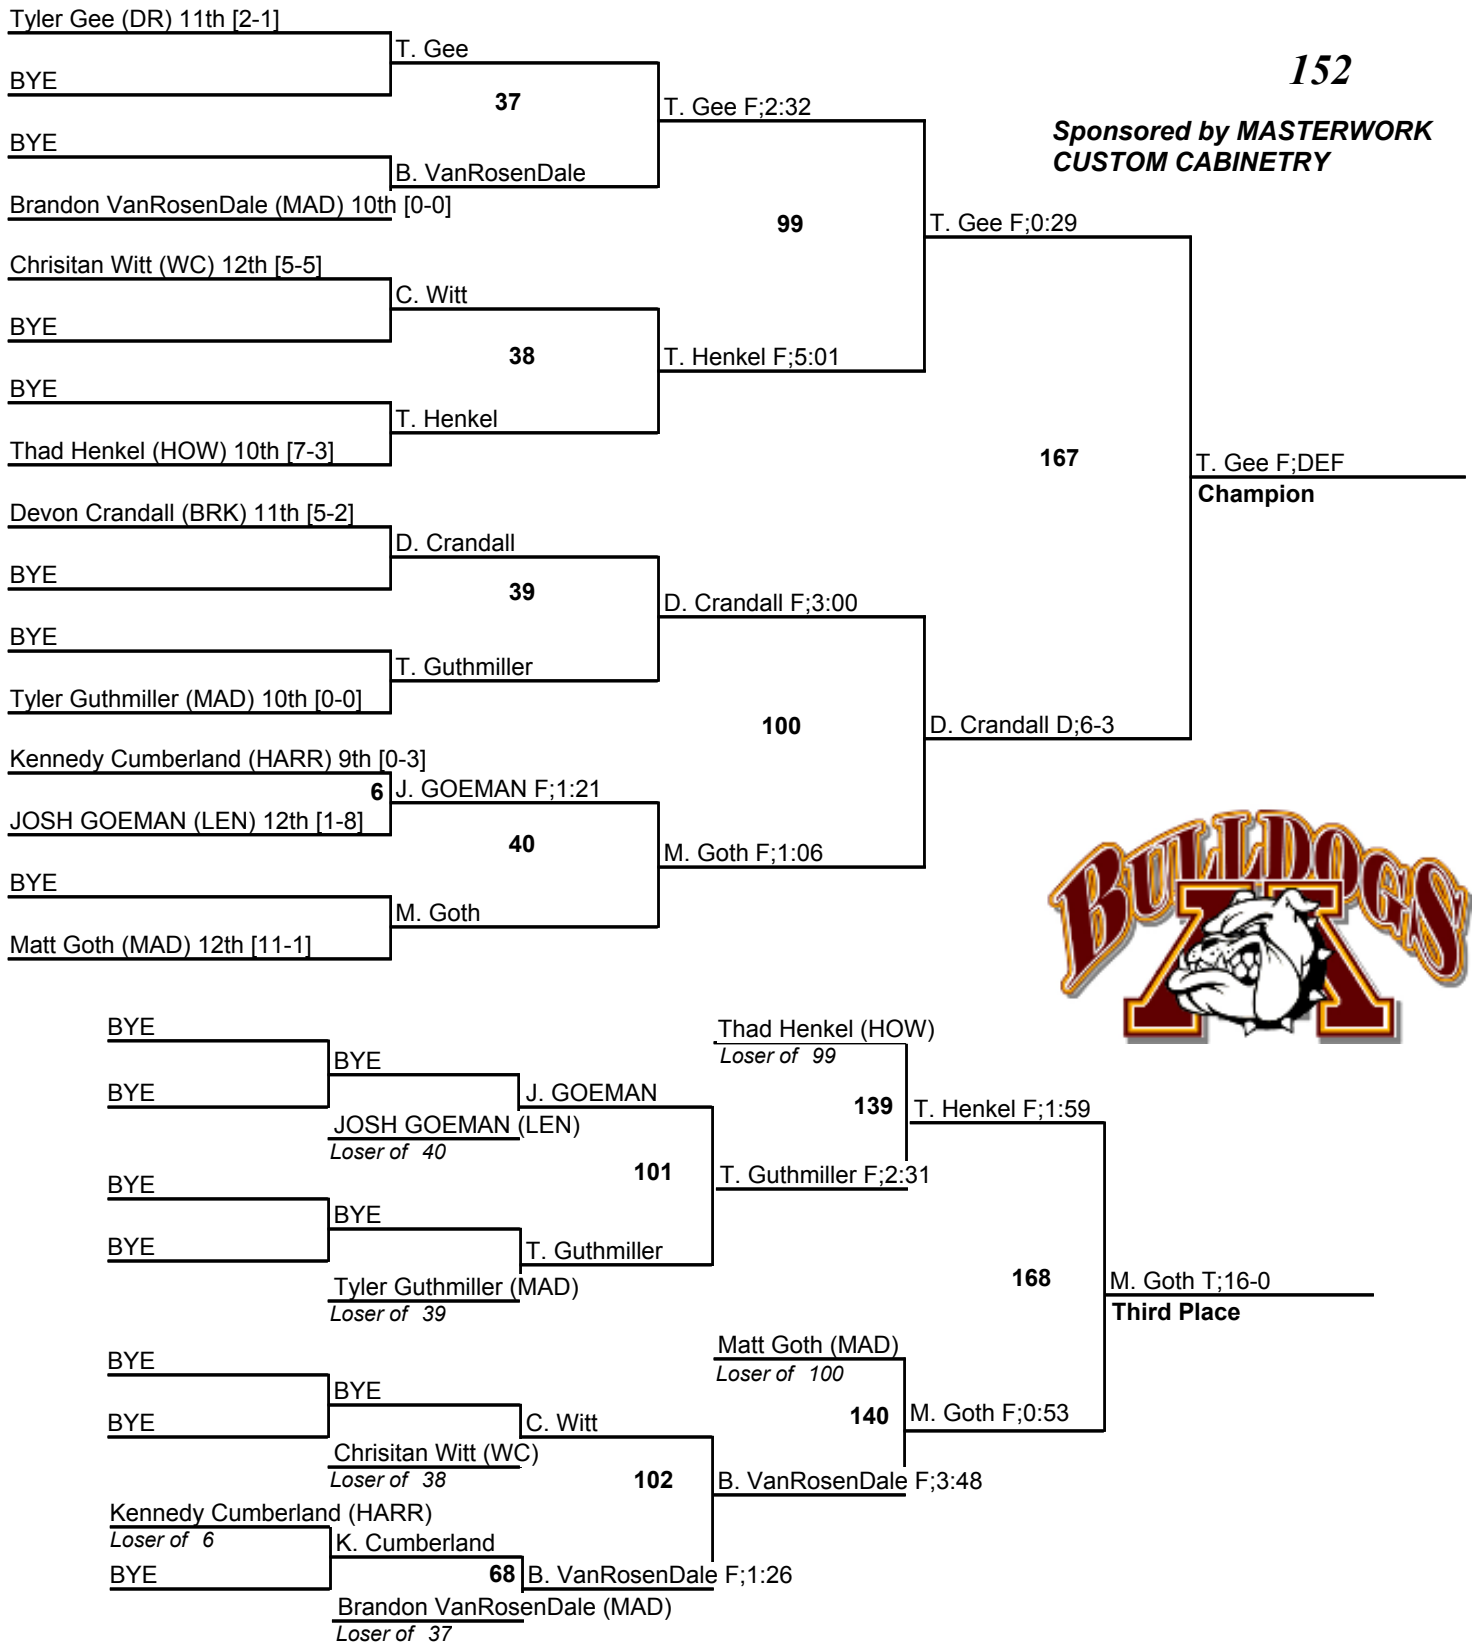 Tyler Gee (DR) 11th [2-1]
T. Gee
BYE
37
T. Gee F;2:32
152
Sponsored by MASTERWORK
CUSTOM CABINETRY
BYE
B. VanRosenDale
Brandon VanRosenDale (MAD) 10th [0-0]
99
T. Gee F;0:29
Chrisitan Witt (WC) 12th [5-5]
C. Witt
BYE
38
T. Henkel F;5:01
BYE
T. Henkel
Thad Henkel (HOW) 10th [7-3]
167
T. Gee F;DEF
Champion
Devon Crandall (BRK) 11th [5-2]
D. Crandall
BYE
39
D. Crandall F;3:00
BYE
T. Guthmiller
Tyler Guthmiller (MAD) 10th [0-0]
100
D. Crandall D;6-3
Kennedy Cumberland (HARR) 9th [0-3]
6
J. GOEMAN F;1:21
JOSH GOEMAN (LEN) 12th [1-8]
40
M. Goth F;1:06
BYE
M. Goth
Matt Goth (MAD) 12th [11-1]
BULLDOGS
M
BYE
BYE
BYE
J. GOEMAN
JOSH GOEMAN (LEN)
Loser of 40
Thad Henkel (HOW)
Loser of 99
139
T. Henkel F;1:59
101
T. Guthmiller F;2:31
BYE
BYE
BYE
T. Guthmiller
Tyler Guthmiller (MAD)
Loser of 39
168
M. Goth T;16-0
Third Place
Matt Goth (MAD)
Loser of 100
140
M. Goth F;0:53
BYE
BYE
BYE
C. Witt
Chrisitan Witt (WC)
Loser of 38
102
B. VanRosenDale F;3:48
Kennedy Cumberland (HARR)
Loser of 6
K. Cumberland
BYE
68
B. VanRosenDale F;1:26
Brandon VanRosenDale (MAD)
Loser of 37